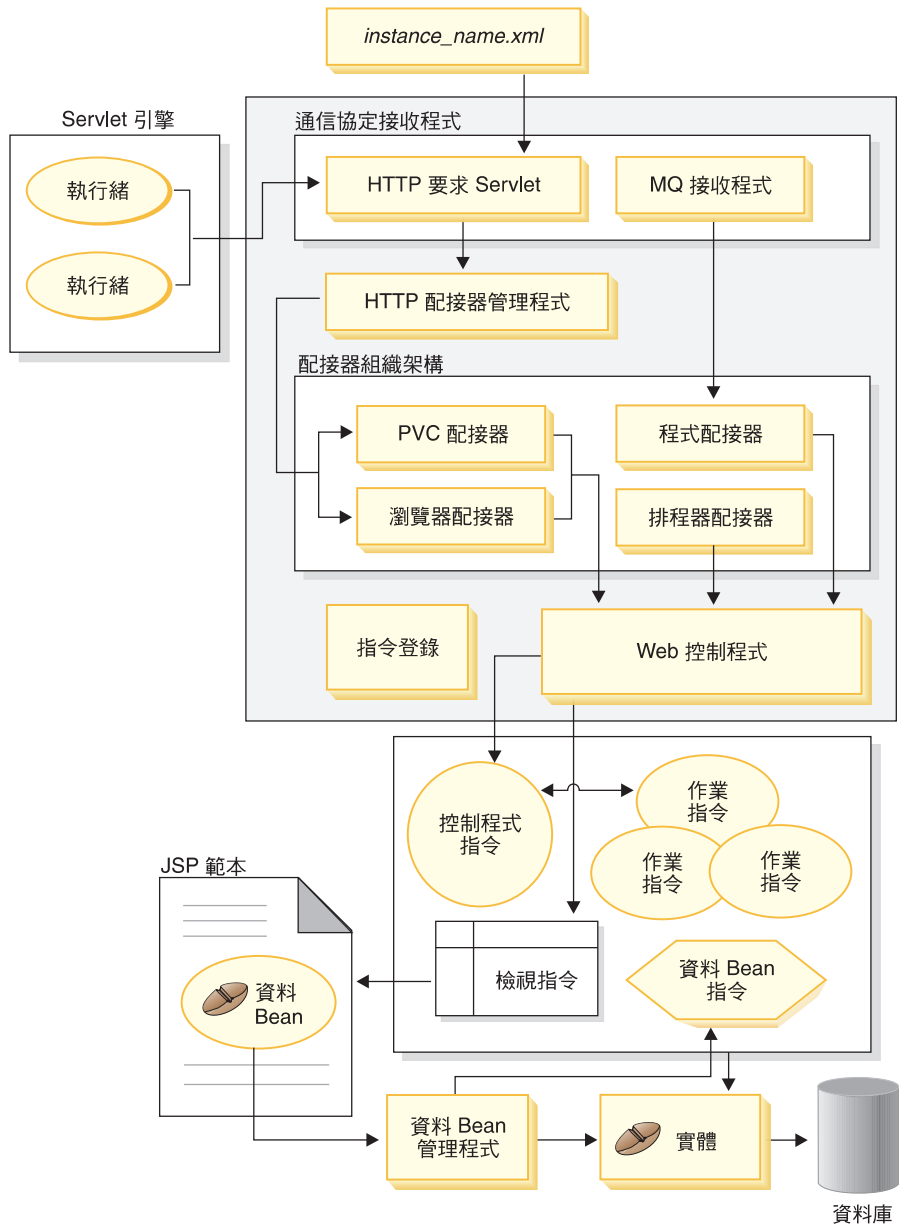 instance_name.xml
Servlet 引擎
執行緒
執行緒
通信協定接收程式
HTTP 要求 Servlet
MQ 接收程式
HTTP 配接器管理程式
配接器組織架構
PVC 配接器
程式配接器
瀏覽器配接器
排程器配接器
指令登錄
Web 控制程式
控制程式
指令
作業
指令
作業
指令
作業
指令
JSP 範本
資料
Bean
檢視指令
資料 Bean
指令
資料 Bean
管理程式
實體
資料庫